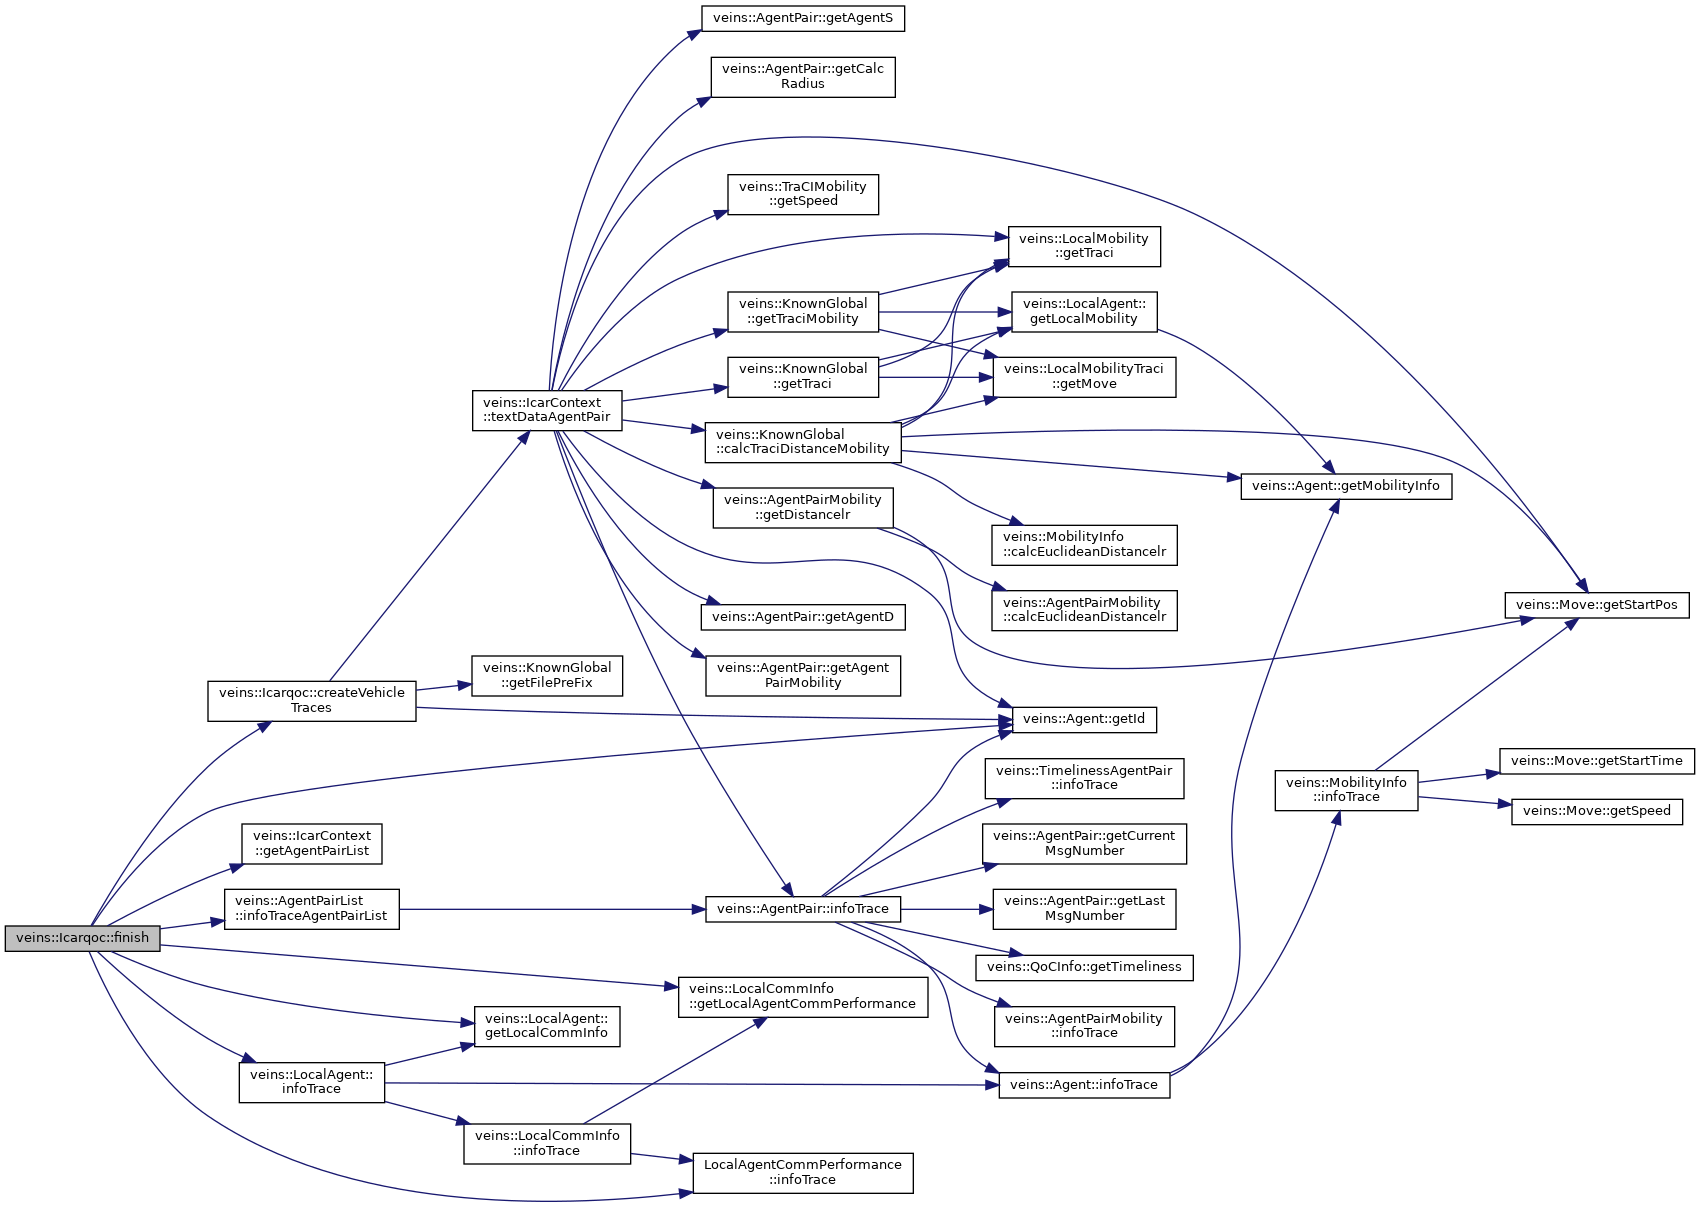 veins::AgentPair::getAgentS
veins::AgentPair::getCalc
Radius
veins::TraCIMobility
::getSpeed
veins::LocalMobility
::getTraci
veins::KnownGlobal
::getTraciMobility
veins::LocalAgent::
getLocalMobility
veins::KnownGlobal
::getTraci
veins::LocalMobilityTraci
::getMove
veins::IcarContext
::textDataAgentPair
veins::KnownGlobal
::calcTraciDistanceMobility
veins::Agent::getMobilityInfo
veins::AgentPairMobility
::getDistancelr
veins::MobilityInfo
::calcEuclideanDistancelr
veins::AgentPairMobility
::calcEuclideanDistancelr
veins::Move::getStartPos
veins::AgentPair::getAgentD
veins::AgentPair::getAgent
PairMobility
veins::KnownGlobal
::getFilePreFix
veins::Icarqoc::createVehicle
Traces
veins::Agent::getId
veins::TimelinessAgentPair
::infoTrace
veins::Move::getStartTime
veins::MobilityInfo
::infoTrace
veins::Move::getSpeed
veins::IcarContext
::getAgentPairList
veins::AgentPair::getCurrent
MsgNumber
veins::AgentPairList
::infoTraceAgentPairList
veins::AgentPair::infoTrace
veins::AgentPair::getLast
MsgNumber
veins::Icarqoc::finish
veins::QoCInfo::getTimeliness
veins::LocalCommInfo
::getLocalAgentCommPerformance
veins::LocalAgent::
getLocalCommInfo
veins::AgentPairMobility
::infoTrace
veins::LocalAgent::
infoTrace
veins::Agent::infoTrace
veins::LocalCommInfo
::infoTrace
LocalAgentCommPerformance
::infoTrace